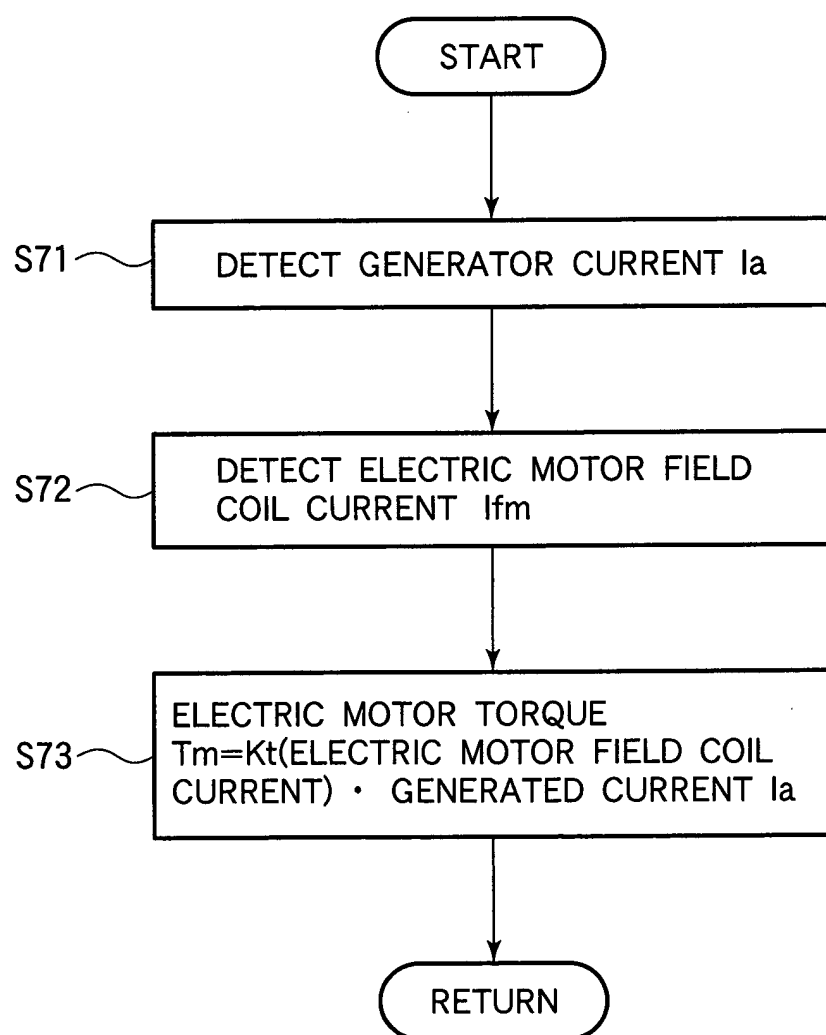 START
S71
DETECT GENERATOR CURRENT Ia
S72
DETECT ELECTRIC MOTOR FIELD
COIL CURRENT Ifm
S73
ELECTRIC MOTOR TORQUE
Tm=Kt(ELECTRIC MOTOR FIELD COIL
CURRENT) · GENERATED CURRENT Ia
RETURN